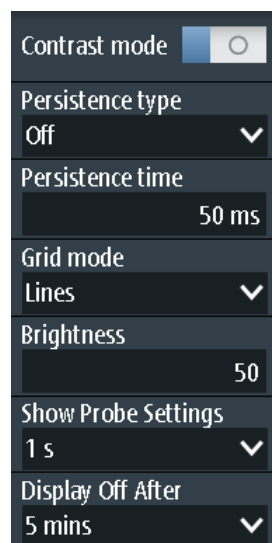 Contrast mode
Persistence type
Off
Persistence time
50 ms
Grid mode
Lines
Brightness
50
Show Probe Settings
1 s
Display Off After
5 mins